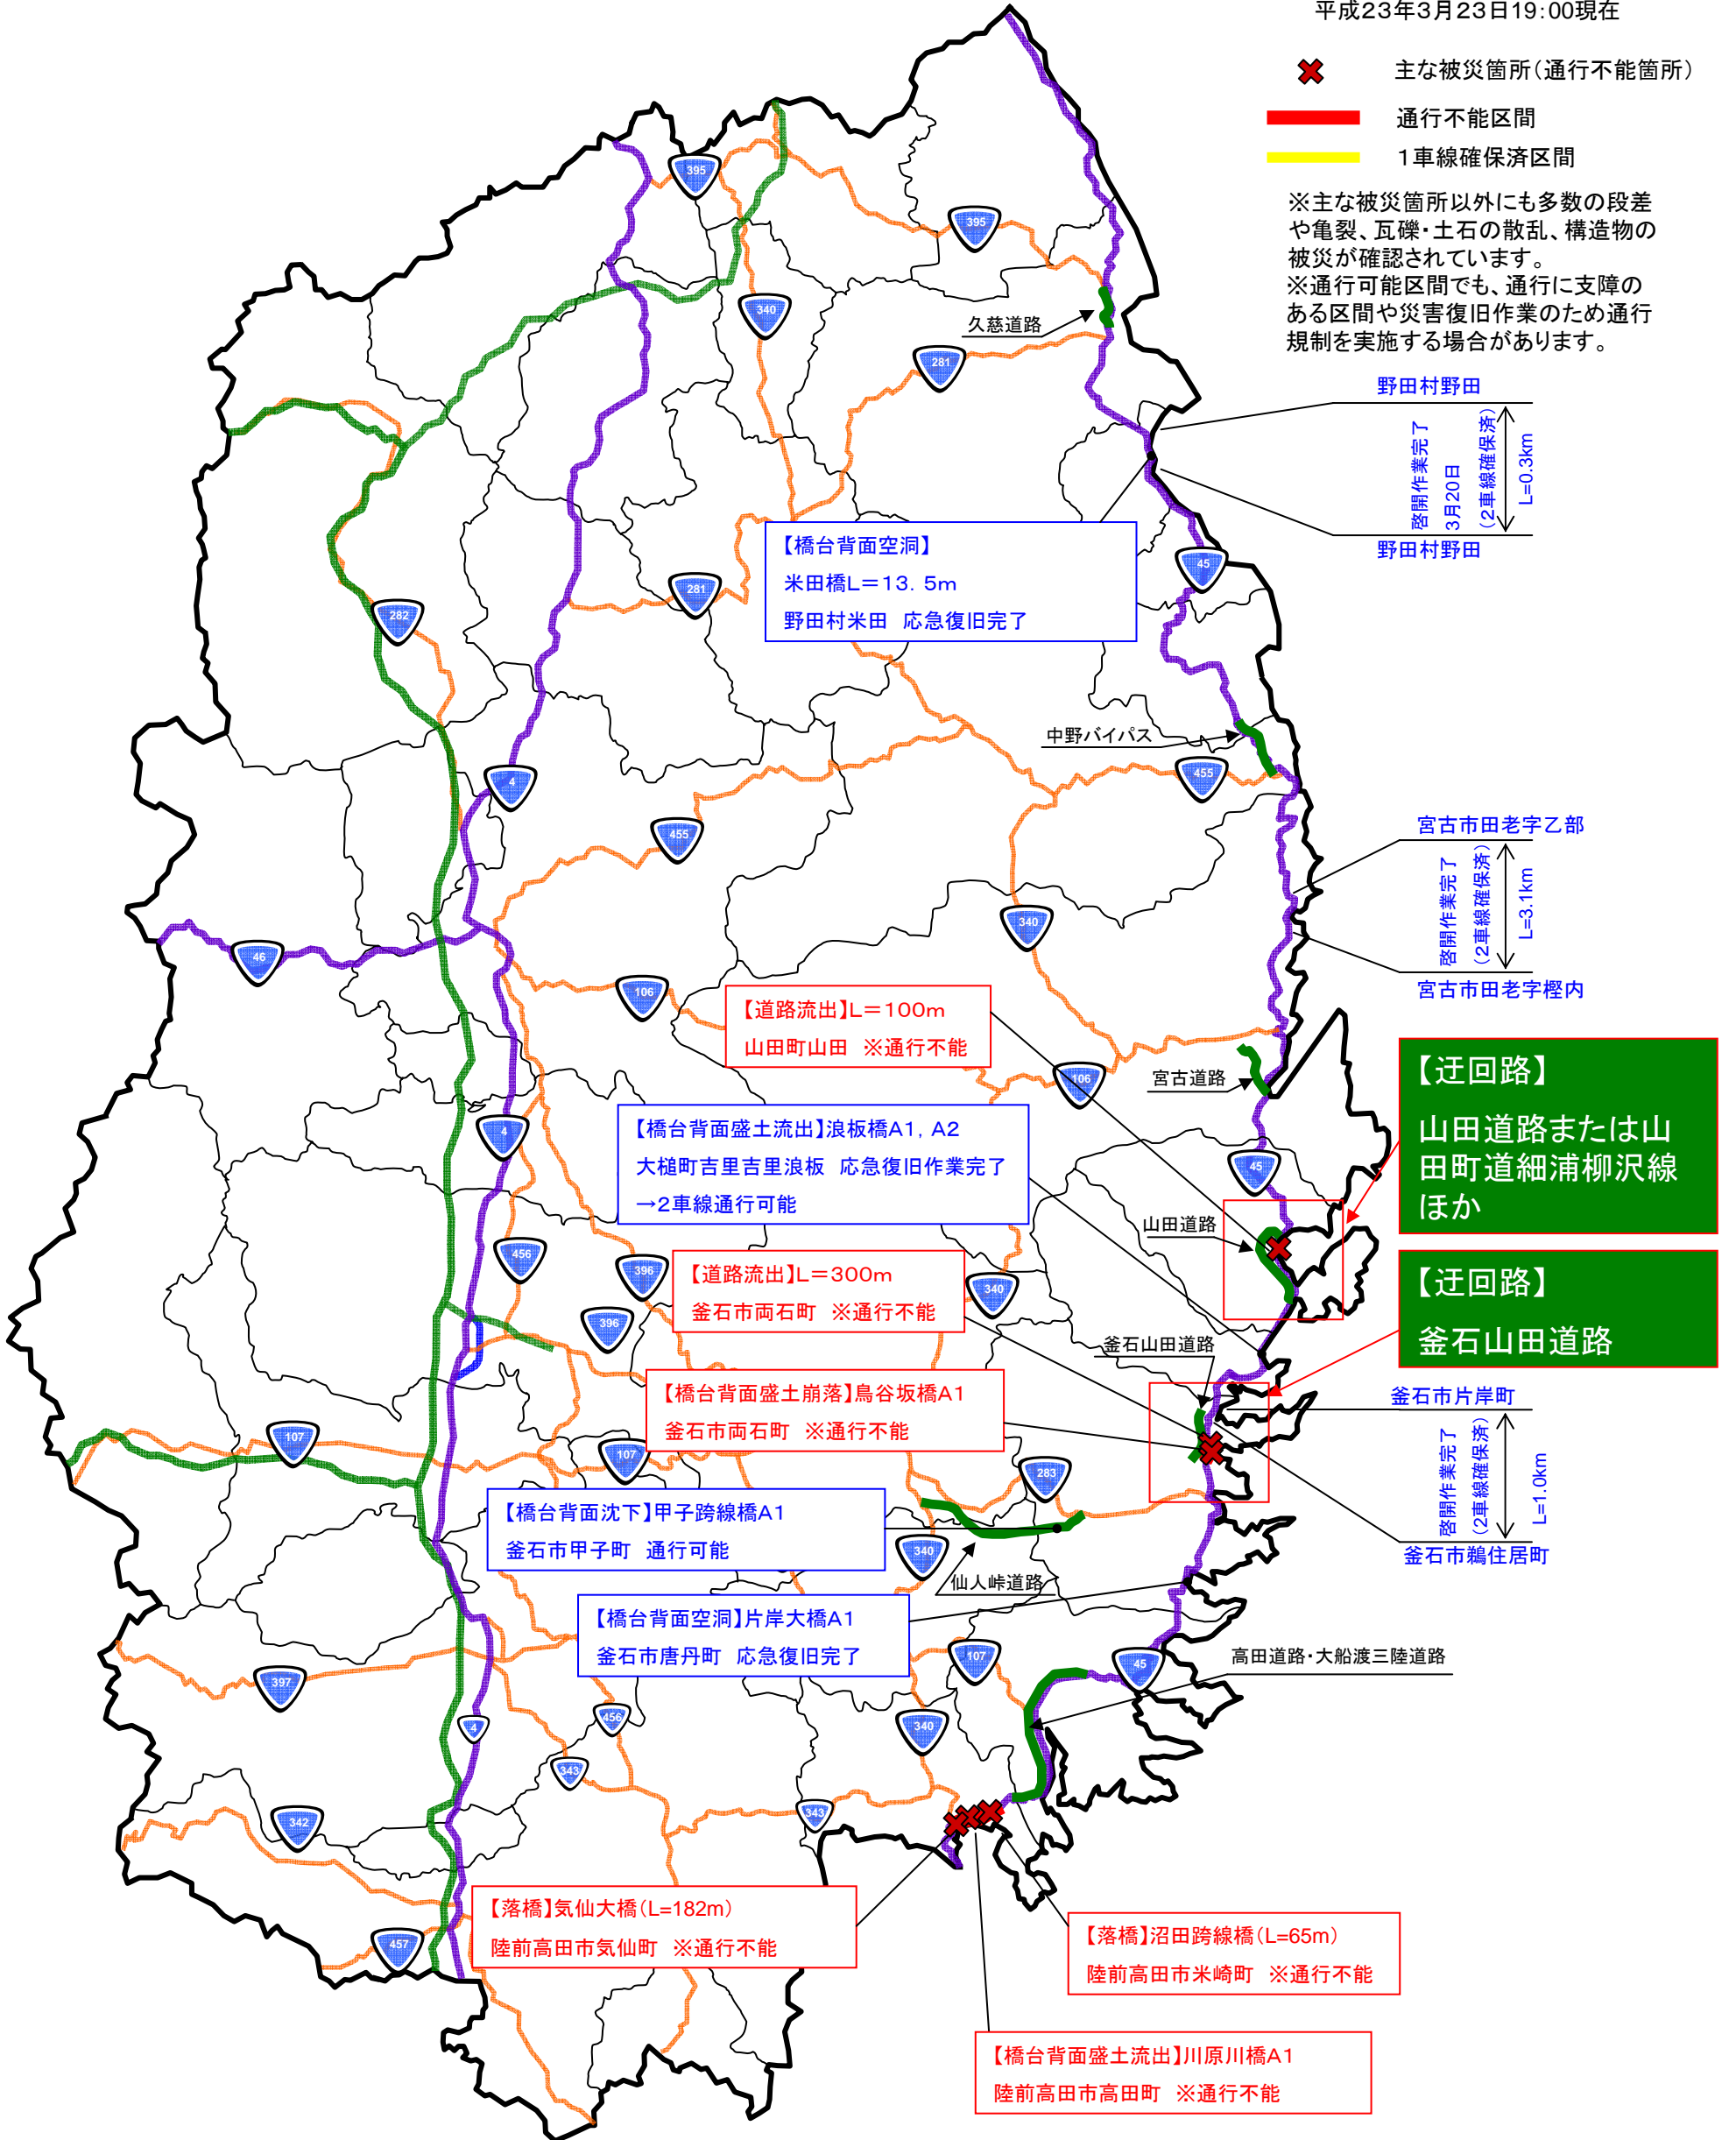 平成23年3月23日19:00現在
主な被災箇所(通行不能箇所)
通行不能区間
1車線確保済区間
※主な被災箇所以外にも多数の段差
や亀裂、瓦礫・土石の散乱、構造物の
被災が確認されています。
※通行可能区間でも、通行に支障の
ある区間や災害復旧作業のため通行
規制を実施する場合があります。
395
395
340
久慈道路
281
野田村野田
啓開作業完了
3月20日
(2車線確保済)
L=0.3km
野田村野田
【橋台背面空洞】
米田橋L=13.5m
野田村米田 応急復旧完了
45
281
282
中野バイパス
455
4
455
宮古市田老字乙部
啓開作業完了
(2車線確保済)
L=3.1km
宮古市田老字樫内
340
46
106
【道路流出】L=100m
山田町山田 ※通行不能
106
宮古道路
【迂回路】
山田道路または山
田町道細浦柳沢線
ほか
4
【橋台背面盛土流出】浪板橋A1,A2
大槌町吉里吉里浪板 応急復旧作業完了
→2車線通行可能
45
山田道路
456
396
【道路流出】L=300m
釜石市両石町 ※通行不能
340
【迂回路】
釜石山田道路
396
釜石山田道路
【橋台背面盛土崩落】鳥谷坂橋A1
釜石市両石町 ※通行不能
釜石市片岸町
啓開作業完了
(2車線確保済)
L=1.0km
釜石市鵜住居町
107
107
283
【橋台背面沈下】甲子跨線橋A1
釜石市甲子町 通行可能
340
仙人峠道路
【橋台背面空洞】片岸大橋A1
釜石市唐丹町 応急復旧完了
107
45
高田道路・大船渡三陸道路
397
4
456
340
343
343
342
【落橋】気仙大橋(L=182m)
陸前高田市気仙町 ※通行不能
457
【落橋】沼田跨線橋(L=65m)
陸前高田市米崎町 ※通行不能
【橋台背面盛土流出】川原川橋A1
陸前高田市高田町 ※通行不能